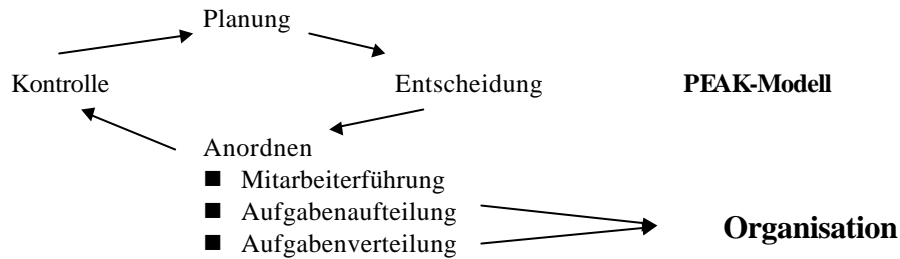 Planung
Kontrolle Entscheidung PEAK-Modell
Anordnen
■ Mitarbeiterführung
■ Aufgabenaufteilung
■ Aufgabenverteilung
Organisation